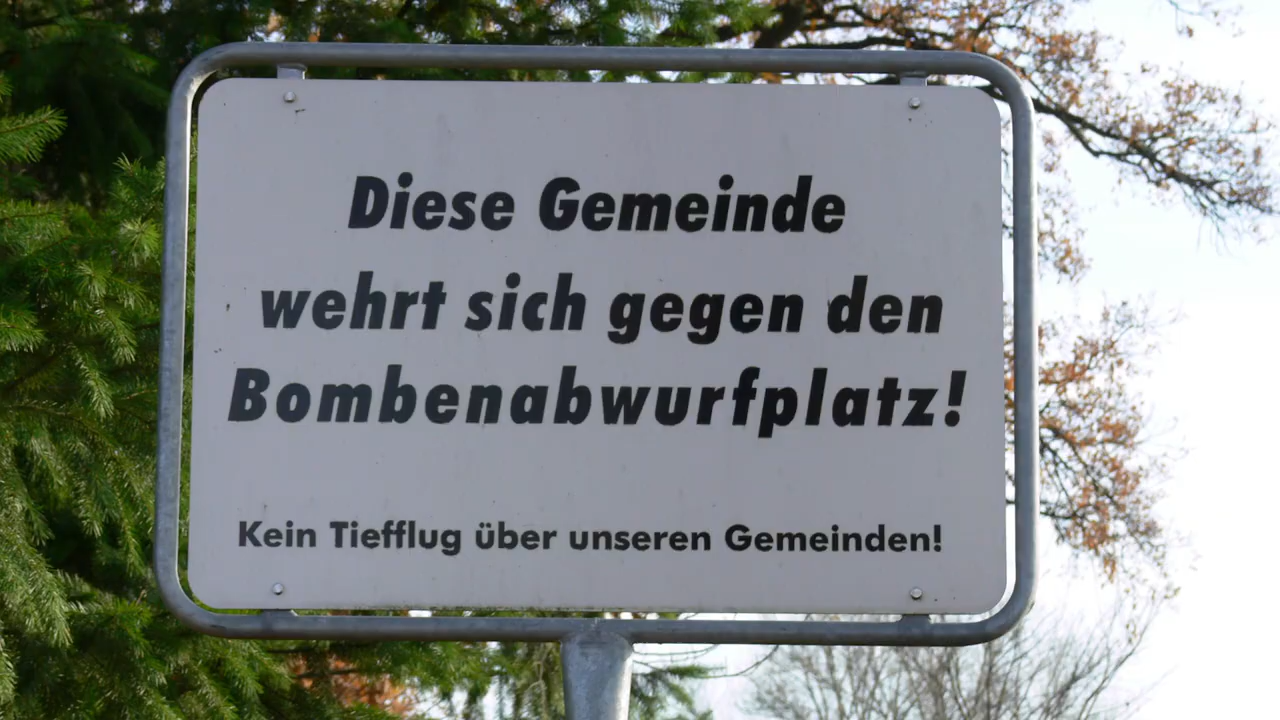 Diese Gemeinde
wehrt sich gegen den
Bombenabwurfplatz!
Kein Tiefflug über unseren Gemeinden!